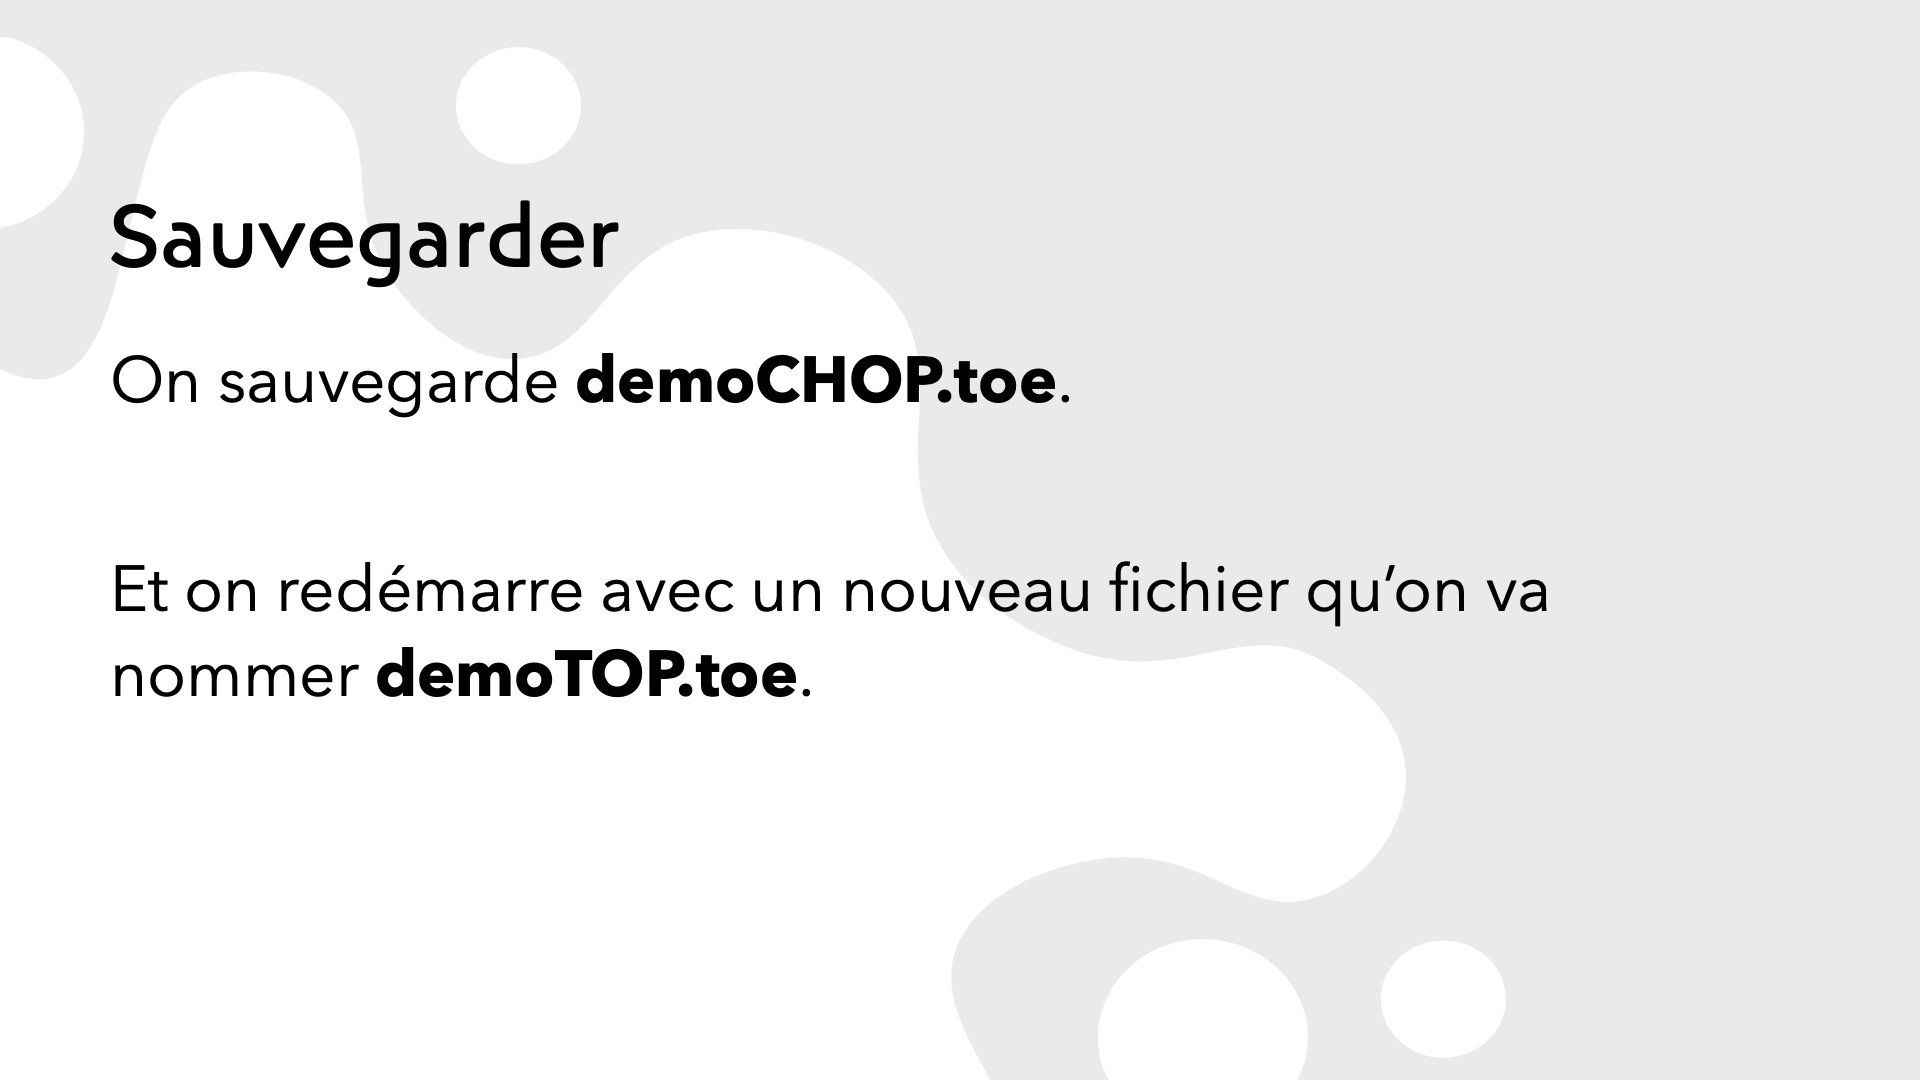 Sauvegarder
On sauvegarde demoCHOP.toe.
Et on redémarre avec un nouveau fichier qu’on va
nommer demoTOP.toe.